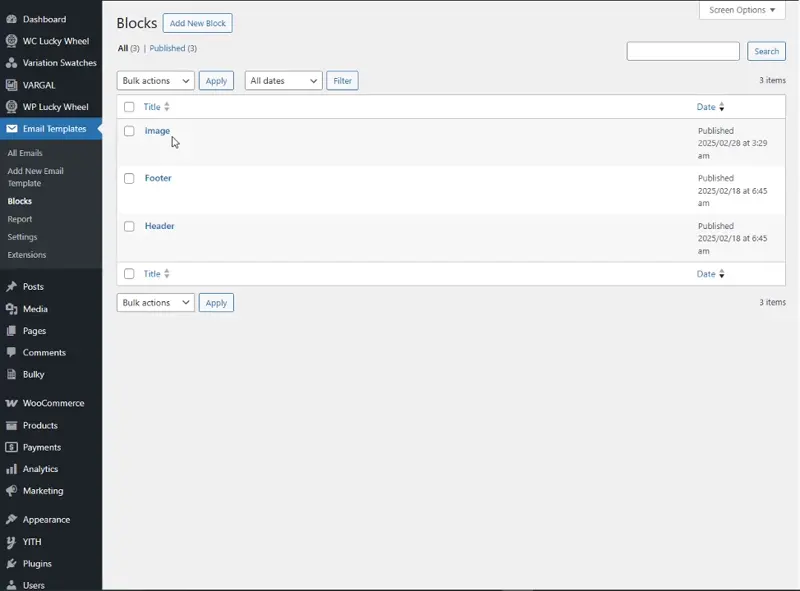 Dashboard
WC Lucky Wheel
Variation Swatches
VARGAL
WP Lucky Wheel
Email Templates
All Emails
Add New Email
Template
Blocks
Report
Settings
Extensions
Posts
Media
Pages
Comments
Bulky
WooCommerce
Products
Payments
Analytics
Marketing
Appearance
YITH
Plugins
Users
Screen Options
Blocks Add New Block
All (3) | Published (3)
Search
Bulk actions Apply All dates Filter 3 items
Title Date
image Published
2025/02/28 at 3:29
am
Footer Published
2025/02/18 at 6:45
am
Header Published
2025/02/18 at 6:45
am
Title Date
Bulk actions Apply 3 items